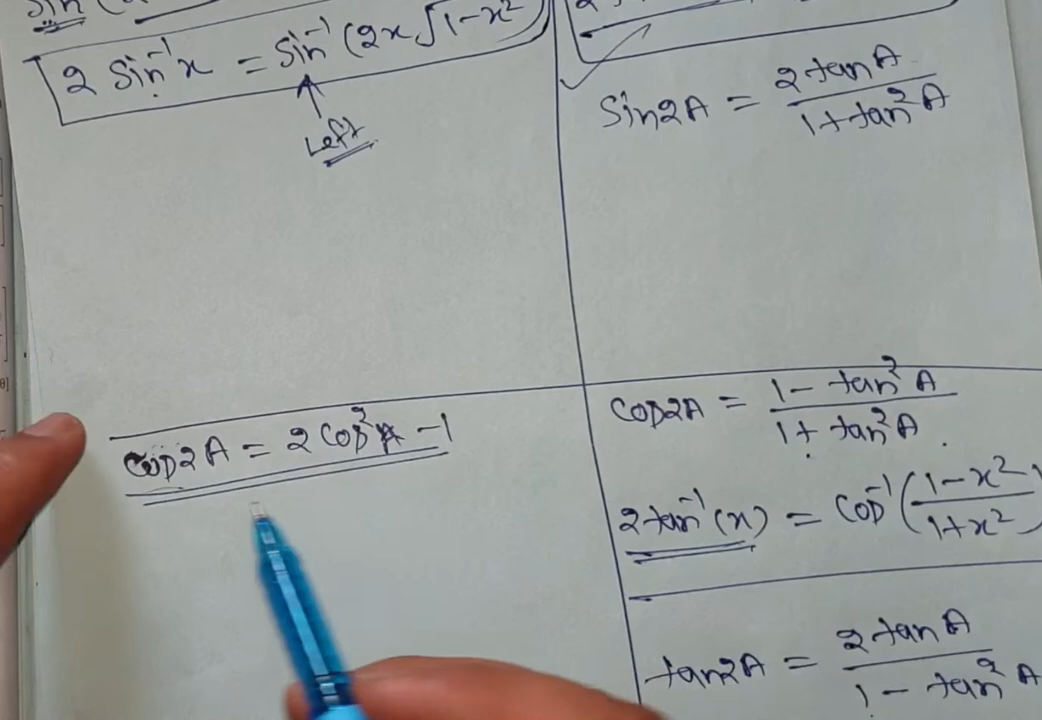 2 sin⁻¹x = sin⁻¹(2x√1-x²
Left
cos2A = 2cos²A -1
sin2A = 2tanA / 1+tan²A
cos2A = 1-tan²A / 1+tan²A.
2tan⁻¹(x) = cos⁻¹(1-x² / 1+x²)
tan2A = 2tanA / 1-tan²A